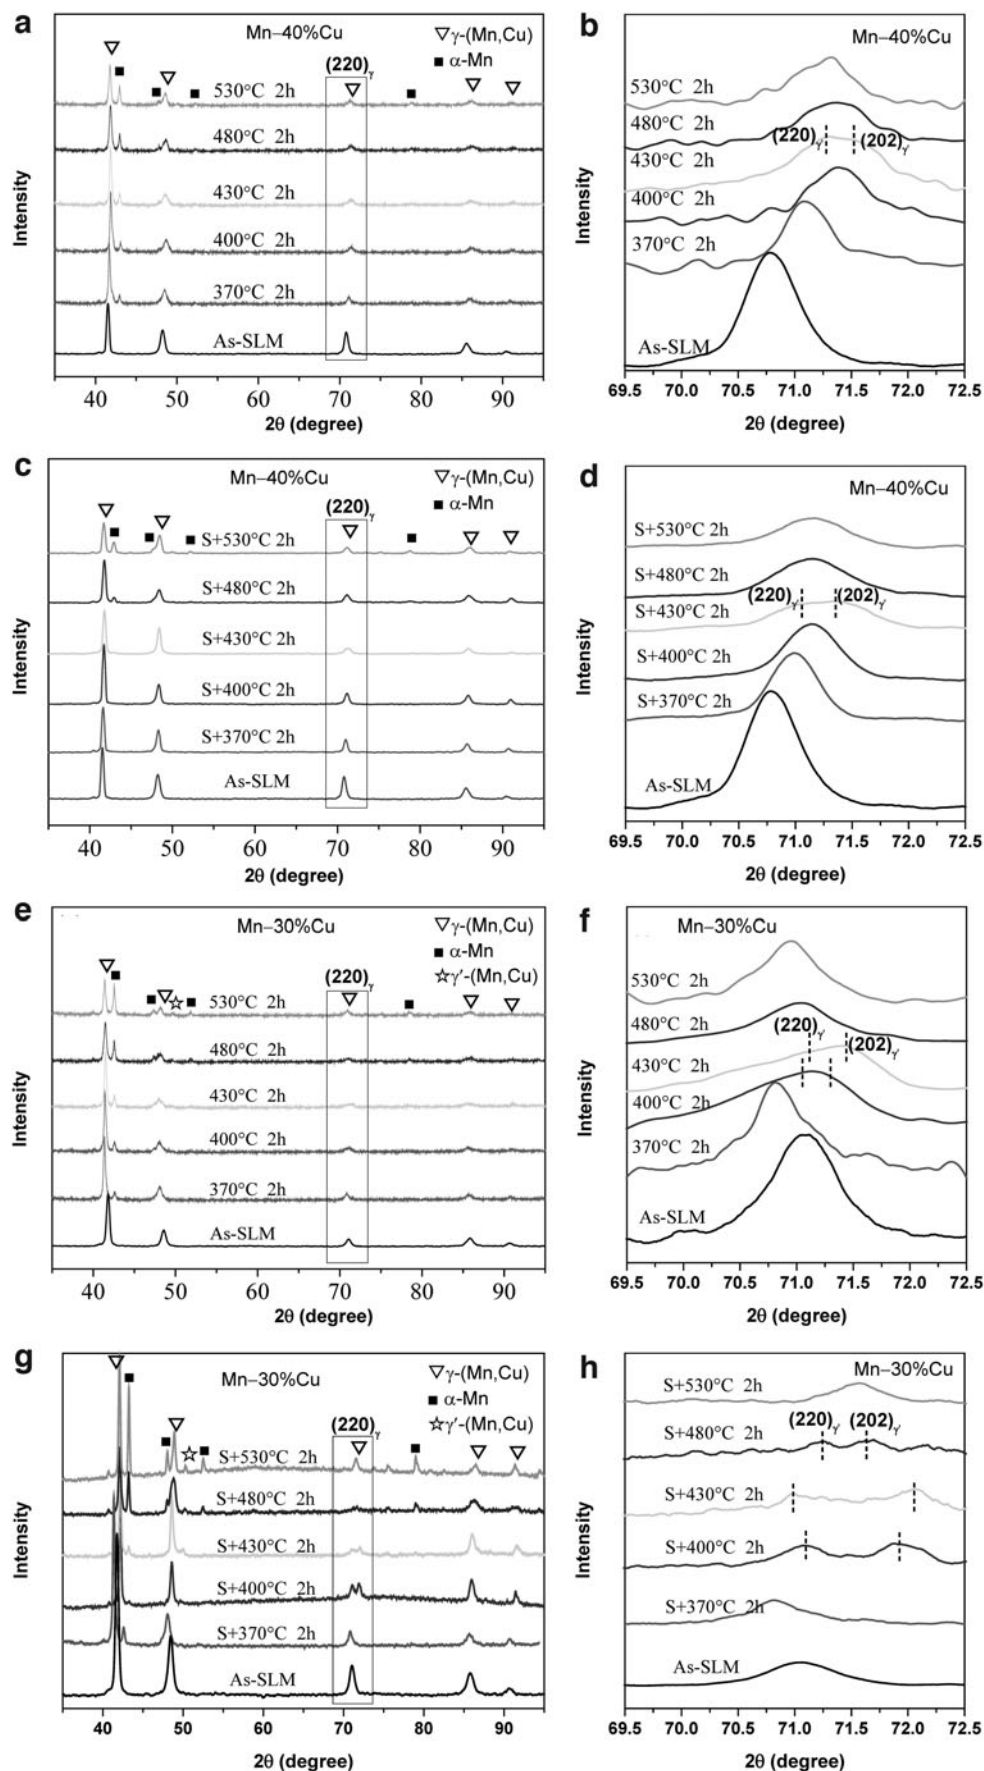 a
Mn–40%Cu
▽γ-(Mn,Cu)
■ α-Mn
(220)γ
530°C 2h
480°C 2h
430°C 2h
400°C 2h
370°C 2h
As-SLM
Intensity
40 50 60 70 80 90
2θ (degree)
b
Mn–40%Cu
530°C 2h
480°C 2h
(220)γ' (202)γ'
430°C 2h
400°C 2h
370°C 2h
As-SLM
Intensity
69.5 70.0 70.5 71.0 71.5 72.0 72.5
2θ (degree)
c
Mn–40%Cu
▽γ-(Mn,Cu)
■ α-Mn
(220)γ
S+530°C 2h
S+480°C 2h
S+430°C 2h
S+400°C 2h
S+370°C 2h
As-SLM
Intensity
40 50 60 70 80 90
2θ (degree)
d
Mn–40%Cu
S+530°C 2h
S+480°C 2h
(220)γ' (202)γ'
S+430°C 2h
S+400°C 2h
S+370°C 2h
As-SLM
Intensity
69.5 70.0 70.5 71.0 71.5 72.0 72.5
2θ (degree)
e
Mn–30%Cu
▽γ-(Mn,Cu)
■ α-Mn
☆γ'-(Mn,Cu)
(220)γ
530°C 2h
480°C 2h
430°C 2h
400°C 2h
370°C 2h
As-SLM
Intensity
40 50 60 70 80 90
2θ (degree)
f
Mn–30%Cu
530°C 2h
480°C 2h
(220)γ'
(202)γ'
430°C 2h
400°C 2h
370°C 2h
As-SLM
Intensity
69.5 70.0 70.5 71.0 71.5 72.0 72.5
2θ (degree)
g
Mn–30%Cu
▽γ-(Mn,Cu)
■ α-Mn
☆γ'-(Mn,Cu)
(220)γ
S+530°C 2h
S+480°C 2h
S+430°C 2h
S+400°C 2h
S+370°C 2h
As-SLM
Intensity
40 50 60 70 80 90
2θ (degree)
h
Mn–30%Cu
S+530°C 2h
(220)γ' (202)γ'
S+480°C 2h
S+430°C 2h
S+400°C 2h
S+370°C 2h
As-SLM
Intensity
69.5 70.0 70.5 71.0 71.5 72.0 72.5
2θ (degree)